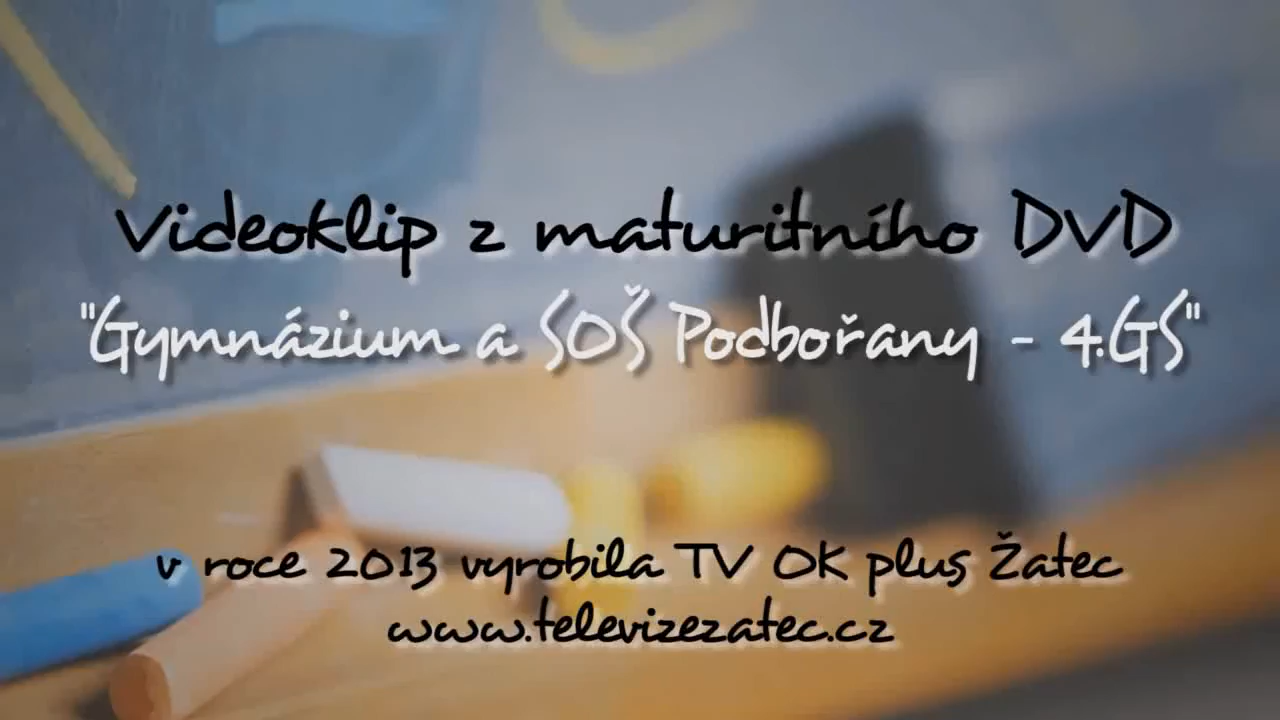 Videoklip z maturitního DVD
"Gymnázium a SOŠ Podbořany - 4.GS"
v roce 2013 vyrobila TV OK plus Žatec
www.televizezatec.cz